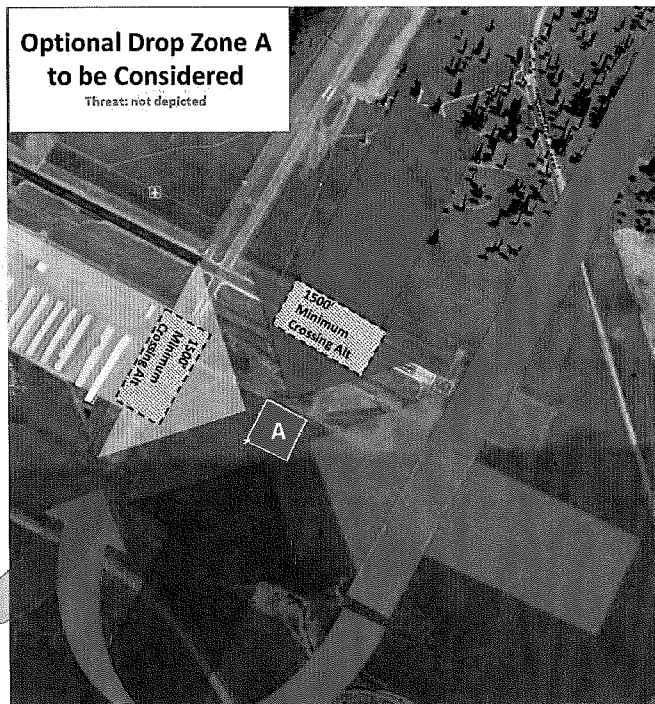 Optional Drop Zone A
to be Considered
Threat: not depicted
1500'
Minimum
Crossing Alt.
1500'
Minimum
Crossing Alt.
A